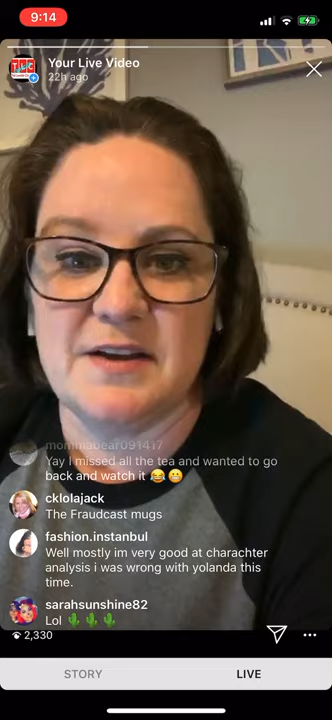 9:14
TLC
Your Live Video
22h ago
mommabear091417
Yay I missed all the tea and wanted to go
back and watch it 😂😬
cklolajack
The Fraudcast mugs
fashion.instanbul
Well mostly im very good at charachter
analysis i was wrong with yolanda this
time.
sarahsunshine82
Lol 🌵🌵🌵
2,330
STORY
LIVE